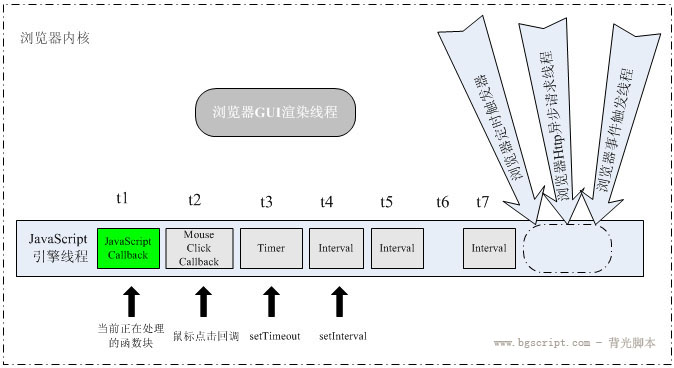 浏览器内核
浏览器GUI渲染线程
浏览器定时触发器
浏览器Http异步请求线程
浏览器事件触发线程
t1
t2
t3
t4
t5
t6
t7
JavaScript
引擎线程
JavaScript
Callback
Mouse
Click
Callback
Timer
Interval
Interval
Interval
当前正在处理
的函数块
鼠标点击回调
setTimeout
setInterval
www.bgscript.com - 背光脚本